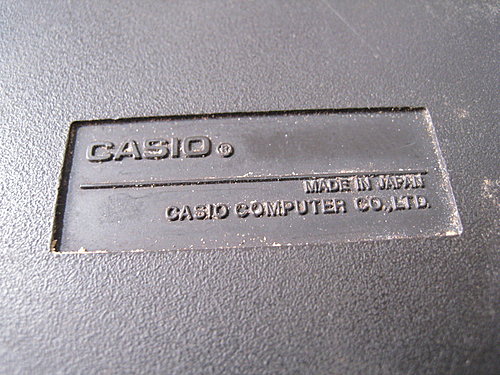 CASIO®
MADE IN JAPAN
CASIO COMPUTER CO.,LTD.